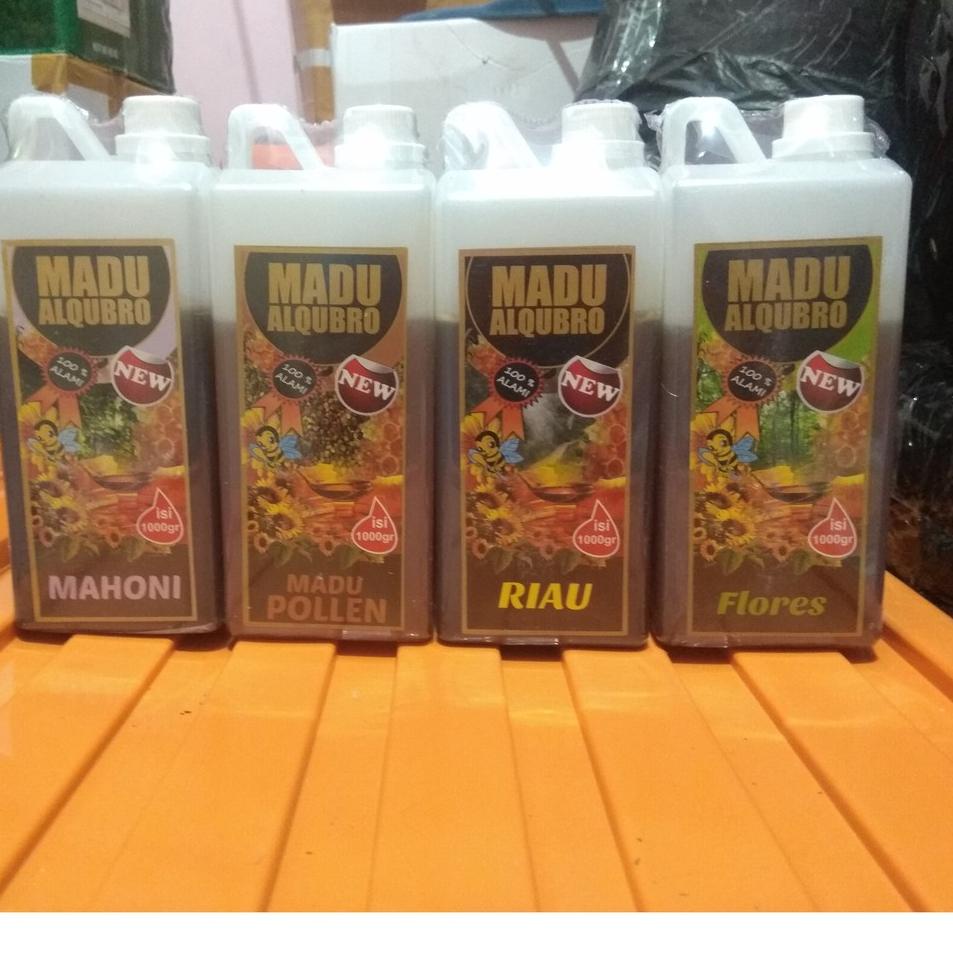 MADU
ALQUBRO
100%
ALAMI
NEW
isi
1000gr
MAHONI
MADU
ALQUBRO
100%
ALAMI
NEW
isi
1000gr
MADU
POLLEN
MADU
ALQUBRO
100%
ALAMI
NEW
isi
1000gr
RIAU
MADU
ALQUBRO
100%
ALAMI
NEW
isi
1000gr
Flores